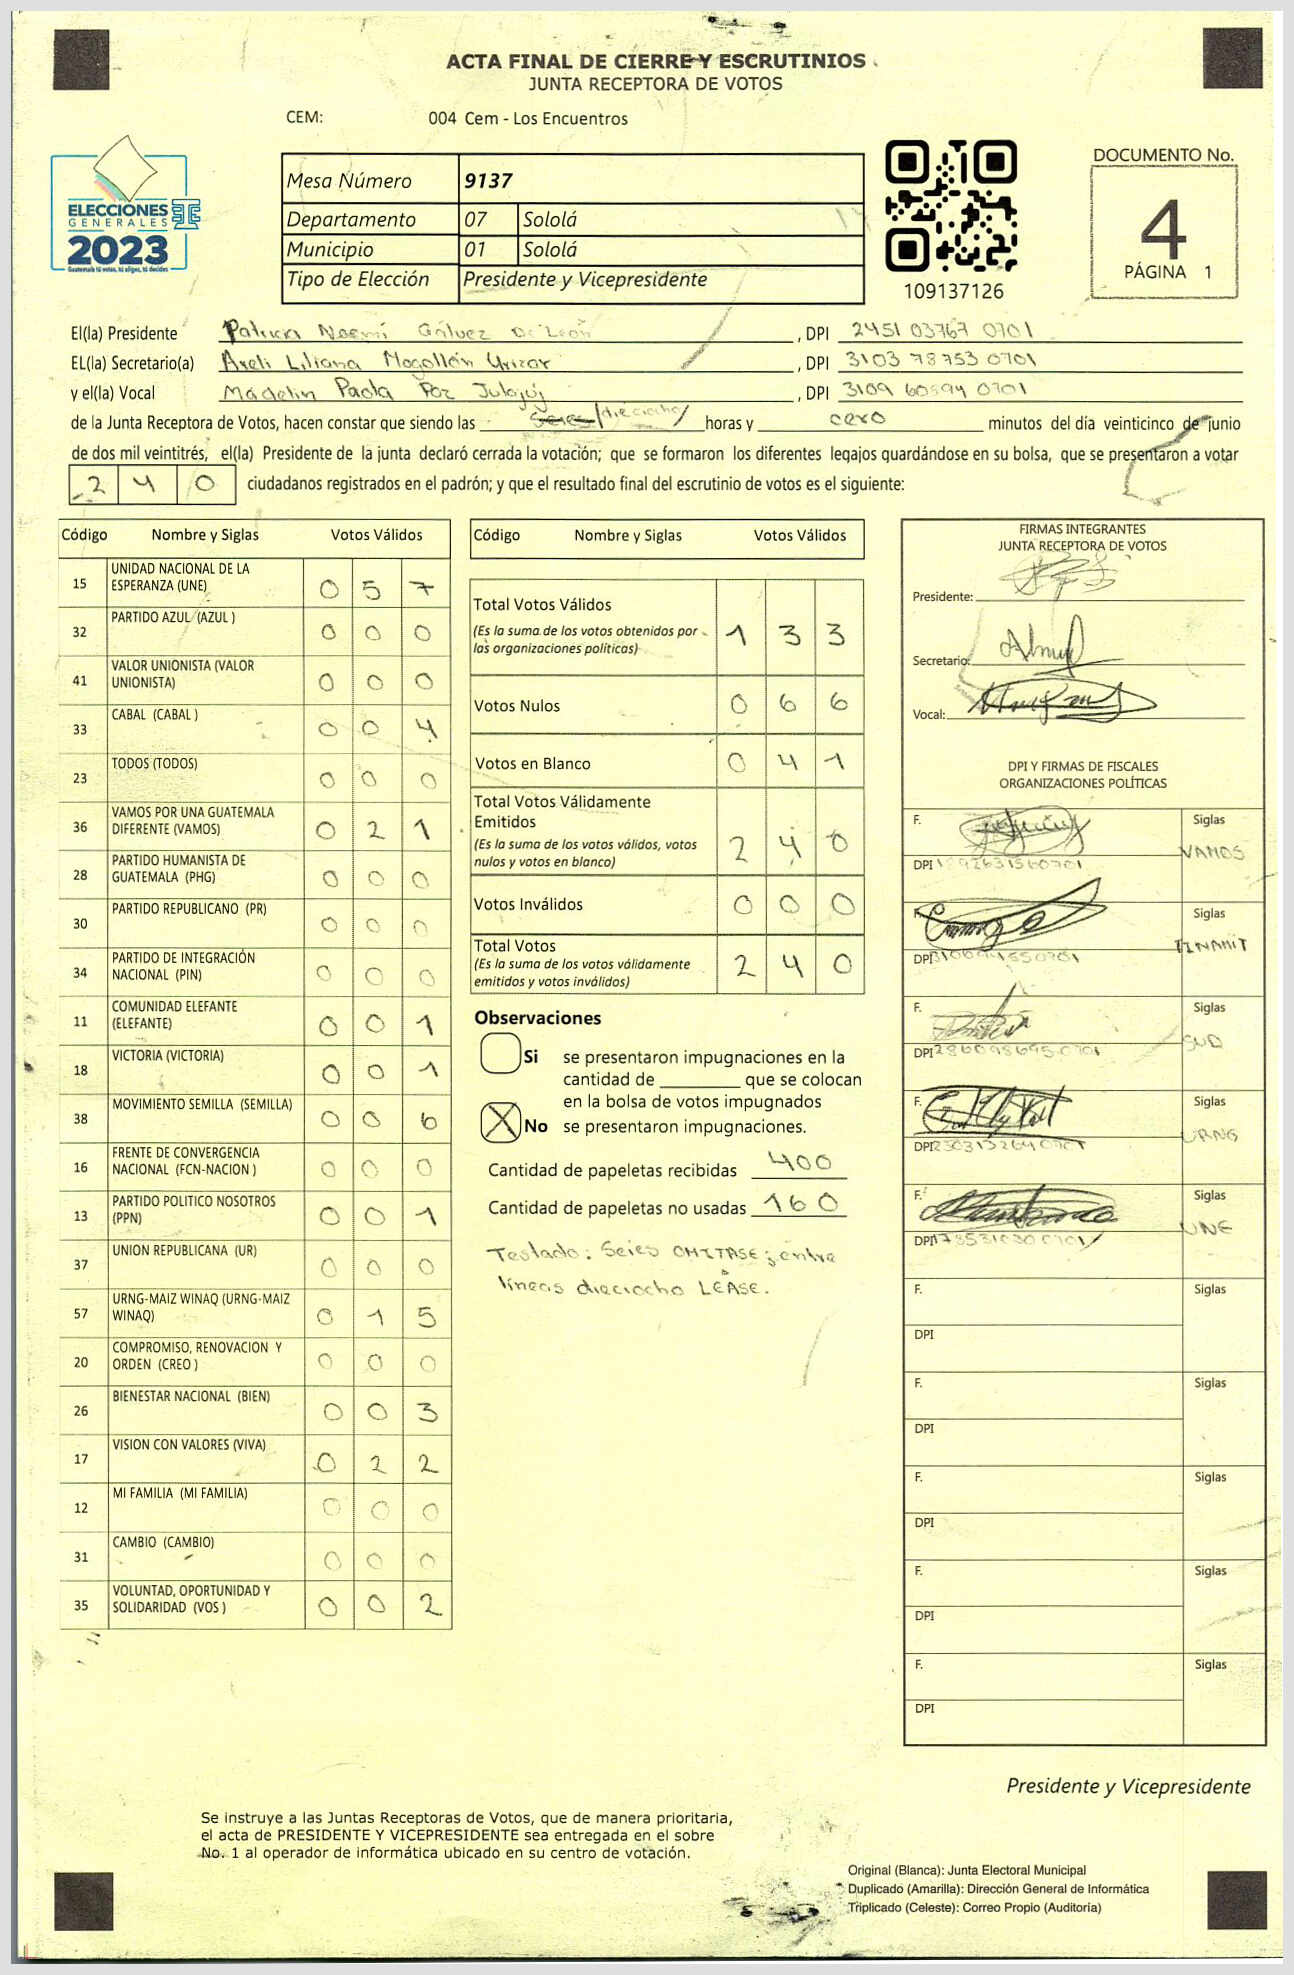 ACTA FINAL DE CIERRE Y ESCRUTINIOS
JUNTA RECEPTORA DE VOTOS
CEM: 004 Cem - Los Encuentros
ELECCIONES
GENERALES
2023
Guatemala tú votas, tú eliges, tú decides
Mesa Número 9137
Departamento 07 Sololá
Municipio 01 Sololá
Tipo de Elección Presidente y Vicepresidente
109137126
DOCUMENTO No.
4
PÁGINA 1
El(la) Presidente Patricia Noemí Gálvez De León , DPI 2451 03767 0701
EL(la) Secretario(a) Areli Liliana Mogollón Urizar , DPI 3103 78753 0701
y el(la) Vocal Madelin Paola Poz Julajuj , DPI 3109 60594 0701
de la Junta Receptora de Votos, hacen constar que siendo las seies/dieciocho/ horas y cero minutos del día veinticinco de junio
de dos mil veintitrés, el(la) Presidente de la junta declaró cerrada la votación; que se formaron los diferentes legajos guardándose en su bolsa, que se presentaron a votar
2 4 0 ciudadanos registrados en el padrón; y que el resultado final del escrutinio de votos es el siguiente:
Código Nombre y Siglas Votos Válidos
15 UNIDAD NACIONAL DE LA ESPERANZA (UNE) 0 5 7
32 PARTIDO AZUL (AZUL ) 0 0 0
41 VALOR UNIONISTA (VALOR UNIONISTA) 0 0 0
33 CABAL (CABAL ) 0 0 4
23 TODOS (TODOS) 0 0 0
36 VAMOS POR UNA GUATEMALA DIFERENTE (VAMOS) 0 2 1
28 PARTIDO HUMANISTA DE GUATEMALA (PHG) 0 0 0
30 PARTIDO REPUBLICANO (PR) 0 0 0
34 PARTIDO DE INTEGRACIÓN NACIONAL (PIN) 0 0 0
11 COMUNIDAD ELEFANTE (ELEFANTE) 0 0 1
18 VICTORIA (VICTORIA) 0 0 1
38 MOVIMIENTO SEMILLA (SEMILLA) 0 0 6
16 FRENTE DE CONVERGENCIA NACIONAL (FCN-NACION ) 0 0 0
13 PARTIDO POLITICO NOSOTROS (PPN) 0 0 1
37 UNION REPUBLICANA (UR) 0 0 0
57 URNG-MAIZ WINAQ (URNG-MAIZ WINAQ) 0 1 5
20 COMPROMISO, RENOVACION Y ORDEN (CREO ) 0 0 0
26 BIENESTAR NACIONAL (BIEN) 0 0 3
17 VISION CON VALORES (VIVA) 0 2 2
12 MI FAMILIA (MI FAMILIA) 0 0 0
31 CAMBIO (CAMBIO) 0 0 0
35 VOLUNTAD, OPORTUNIDAD Y SOLIDARIDAD (VOS ) 0 0 2
Código Nombre y Siglas Votos Válidos
Total Votos Válidos 1 3 3
(Es la suma de los votos obtenidos por
las organizaciones políticas)
Votos Nulos 0 6 6
Votos en Blanco 0 4 1
Total Votos Válidamente
Emitidos 2 4 0
(Es la suma de los votos válidos, votos
nulos y votos en blanco)
Votos Inválidos 0 0 0
Total Votos 2 4 0
(Es la suma de los votos válidamente
emitidos y votos inválidos)
Observaciones
Si se presentaron impugnaciones en la
cantidad de ________ que se colocan
en la bolsa de votos impugnados
X No se presentaron impugnaciones.
Cantidad de papeletas recibidas 400
Cantidad de papeletas no usadas 160
Testado: Seies OMITASE; entre
líneas dieciocho LEASE.
FIRMAS INTEGRANTES
JUNTA RECEPTORA DE VOTOS
Presidente:
Secretario:
Vocal:
DPI Y FIRMAS DE FISCALES
ORGANIZACIONES POLÍTICAS
F. Siglas
DPI VAMOS
F. Siglas
DPI TINAMIT
F. Siglas
DPI SUD
F. Siglas
DPI URNG
F. Siglas
DPI UNE
F. Siglas
DPI
F. Siglas
DPI
F. Siglas
DPI
F. Siglas
DPI
F. Siglas
DPI
Presidente y Vicepresidente
Se instruye a las Juntas Receptoras de Votos, que de manera prioritaria,
el acta de PRESIDENTE Y VICEPRESIDENTE sea entregada en el sobre
No. 1 al operador de informática ubicado en su centro de votación.
Original (Blanca): Junta Electoral Municipal
Duplicado (Amarilla): Dirección General de Informática
Triplicado (Celeste): Correo Propio (Auditoría)